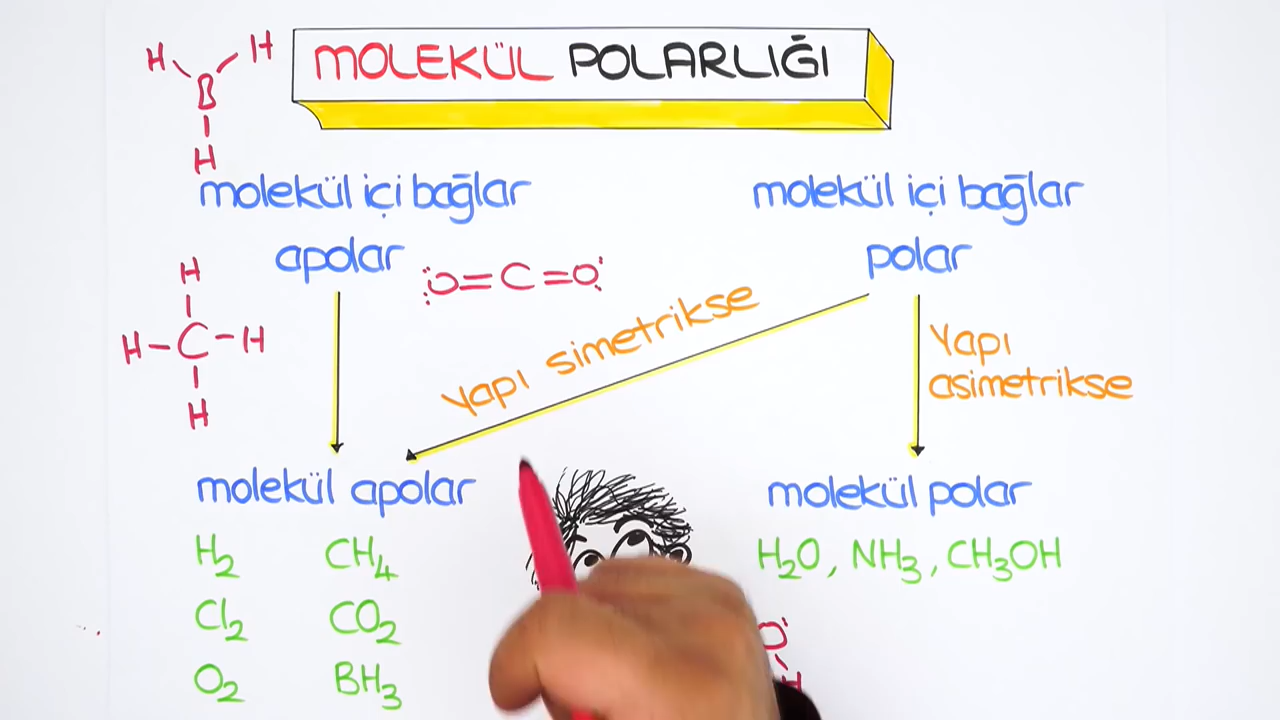 MOLEKÜL POLARLIĞI
H H
B
H
molekül içi bağlar
apolar
molekül içi bağlar
polar
O=C=O
H
H-C-H
H
Yapı simetrikse
Yapı
asimetrikse
molekül apolar
molekül polar
H2 CH4
Cl2 CO2
O2 BH3
H2O, NH3, CH3OH
O
H